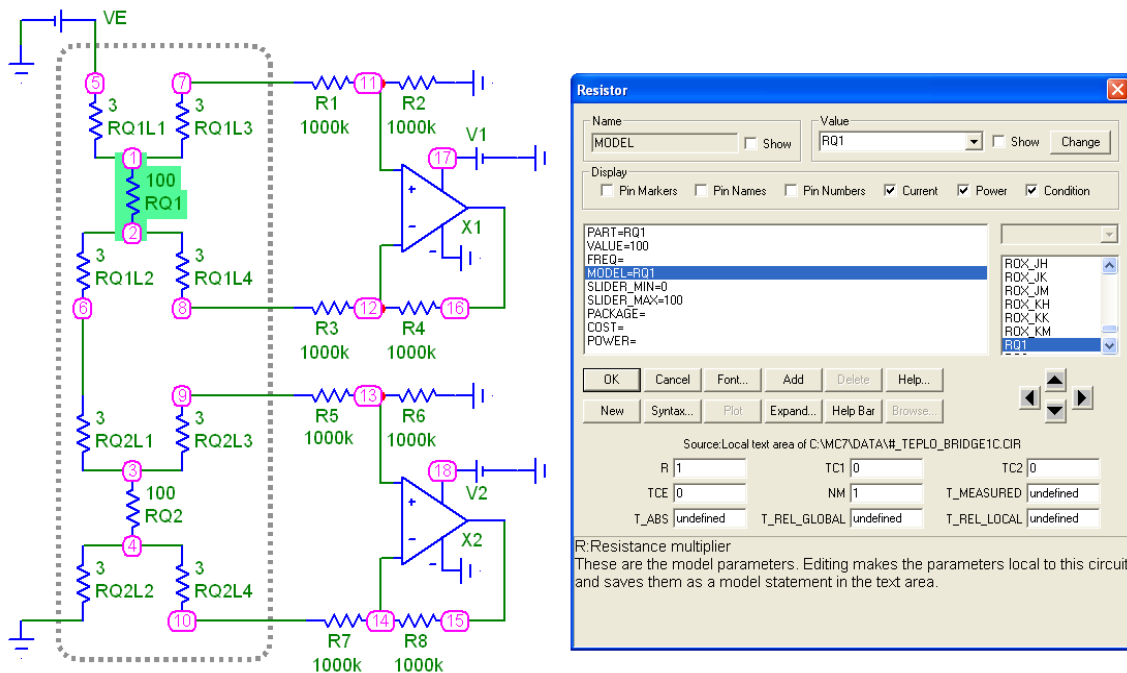 VE
5
7
3
RQ1L1
3
RQ1L3
1
100
RQ1
2
3
RQ1L2
3
RQ1L4
6
8
9
3
RQ2L1
3
RQ2L3
3
100
RQ2
4
3
RQ2L2
3
RQ2L4
10
R1
1000k
11
R2
1000k
V1
17
+
-
-
X1
R3
1000k
12
R4
1000k
16
R5
1000k
13
R6
1000k
18
V2
+
-
-
X2
R7
1000k
14
R8
1000k
15
Resistor
Name
MODEL
Show
Value
RQ1
Show
Change
Display
Pin Markers
Pin Names
Pin Numbers
Current
Power
Condition
PART=RQ1
VALUE=100
FREQ=
MODEL=RQ1
SLIDER_MIN=0
SLIDER_MAX=100
PACKAGE=
COST=
POWER=
ROX_JH
ROX_JK
ROX_JM
ROX_KH
ROX_KK
ROX_KM
RQ1
OK
Cancel
Font...
Add
Delete
Help...
New
Syntax...
Plot
Expand...
Help Bar
Browse...
Source:Local text area of C:\MC7\DATA\#_TEPLO_BRIDGE1C.CIR
R 1
TC1 0
TC2 0
TCE 0
NM 1
T_MEASURED undefined
T_ABS undefined
T_REL_GLOBAL undefined
T_REL_LOCAL undefined
R:Resistance multiplier
These are the model parameters. Editing makes the parameters local to this circuit
and saves them as a model statement in the text area.